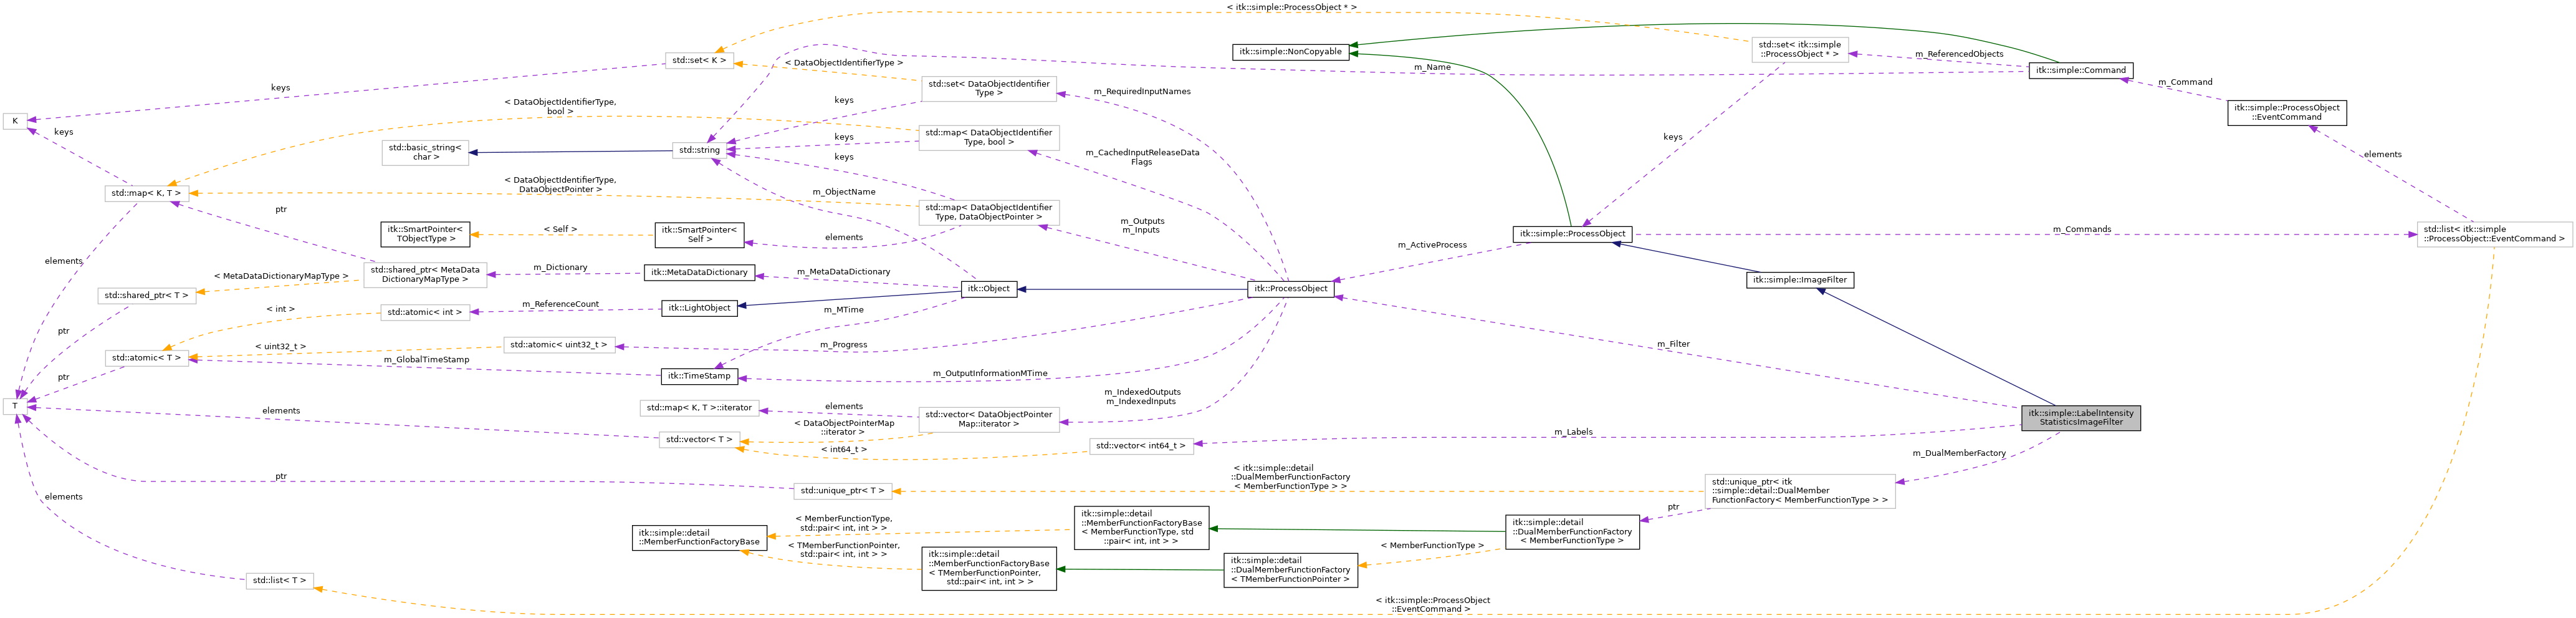 < itk::simple::ProcessObject * >
std::set< itk::simple
::ProcessObject * >
itk::simple::NonCopyable
m_ReferencedObjects
std::set< K >
< DataObjectIdentifierType >
m_Name
itk::simple::Command
m_Command
keys
std::set< DataObjectIdentifier
Type >
m_RequiredInputNames
itk::simple::ProcessObject
::EventCommand
< DataObjectIdentifierType,
bool >
keys
K
keys
std::map< DataObjectIdentifier
Type, bool >
keys
keys
std::basic_string<
char >
std::string
keys
m_CachedInputReleaseData
Flags
elements
std::map< K, T >
< DataObjectIdentifierType,
DataObjectPointer >
m_ObjectName
ptr
std::map< DataObjectIdentifier
Type, DataObjectPointer >
m_Outputs
m_Inputs
itk::SmartPointer<
TObjectType >
< Self >
itk::SmartPointer<
Self >
elements
m_ActiveProcess
itk::simple::ProcessObject
m_Commands
std::list< itk::simple
::ProcessObject::EventCommand >
elements
< MetaDataDictionaryMapType >
std::shared_ptr< MetaData
DictionaryMapType >
m_Dictionary
itk::MetaDataDictionary
m_MetaDataDictionary
itk::simple::ImageFilter
std::shared_ptr< T >
itk::Object
itk::ProcessObject
< int >
std::atomic< int >
m_ReferenceCount
itk::LightObject
m_MTime
ptr
< uint32_t >
std::atomic< uint32_t >
m_Progress
m_Filter
std::atomic< T >
m_GlobalTimeStamp
itk::TimeStamp
m_OutputInformationMTime
ptr
m_IndexedOutputs
m_IndexedInputs
T
elements
std::map< K, T >::iterator
elements
std::vector< DataObjectPointer
Map::iterator >
itk::simple::LabelIntensity
StatisticsImageFilter
< DataObjectPointerMap
::iterator >
std::vector< T >
< int64_t >
std::vector< int64_t >
m_Labels
m_DualMemberFactory
ptr
< itk::simple::detail
::DualMemberFunctionFactory
< MemberFunctionType > >
std::unique_ptr< T >
std::unique_ptr< itk
::simple::detail::DualMember
FunctionFactory< MemberFunctionType > >
elements
ptr
itk::simple::detail
::MemberFunctionFactoryBase
< MemberFunctionType,
std::pair< int, int > >
itk::simple::detail
::MemberFunctionFactoryBase
< MemberFunctionType, std
::pair< int, int > >
itk::simple::detail
::DualMemberFunctionFactory
< MemberFunctionType >
< TMemberFunctionPointer,
std::pair< int, int > >
itk::simple::detail
::MemberFunctionFactoryBase
< TMemberFunctionPointer,
std::pair< int, int > >
< MemberFunctionType >
itk::simple::detail
::DualMemberFunctionFactory
< TMemberFunctionPointer >
std::list< T >
< itk::simple::ProcessObject
::EventCommand >